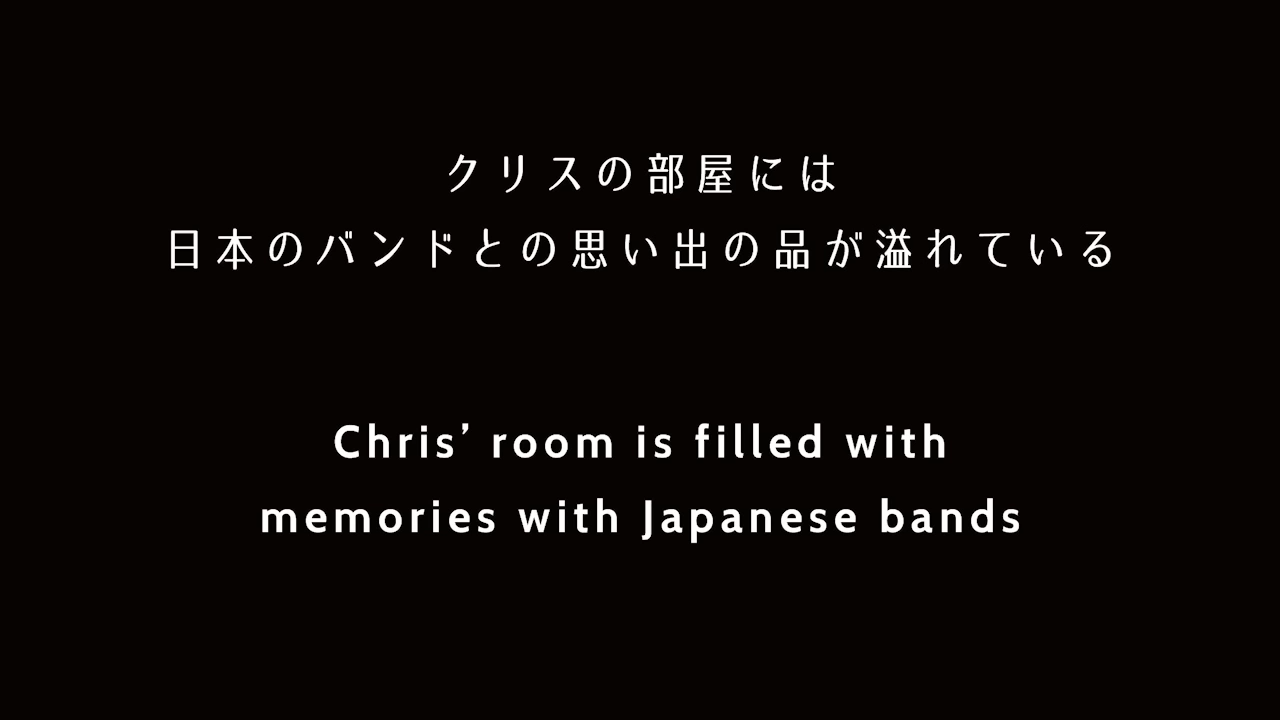 クリスの部屋には
日本のバンドとの思い出の品が溢れている
Chris’ room is filled with
memories with Japanese bands